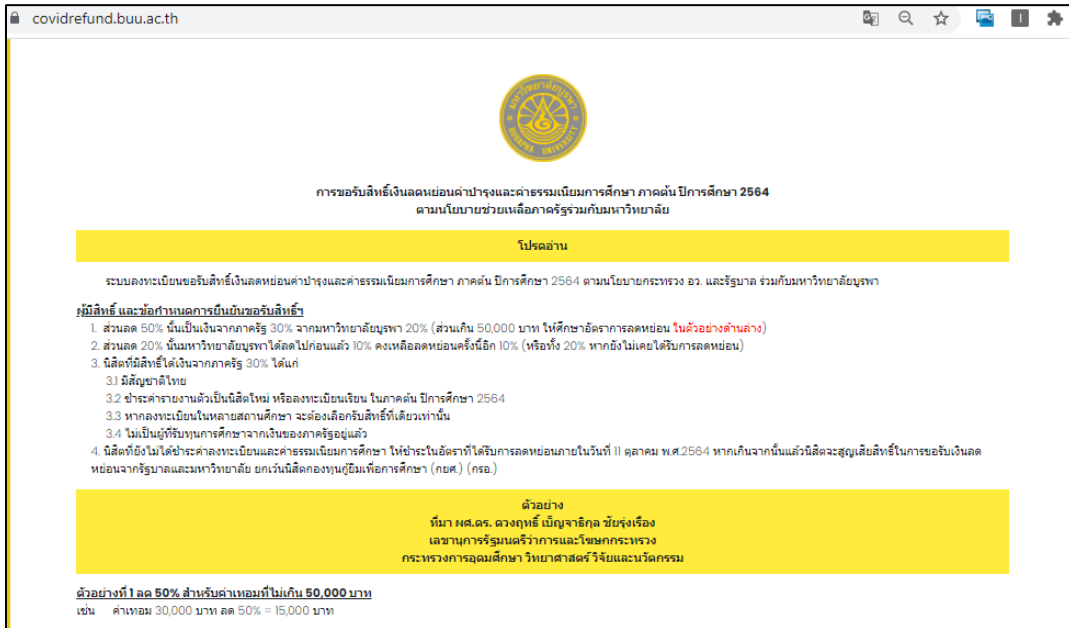 covidrefund.buu.ac.th
มหาวิทยาลัยบูรพา
BURAPHA UNIVERSITY
การขอรับสิทธิ์เงินลดหย่อนค่าบำรุงและค่าธรรมเนียมการศึกษา ภาคต้น ปีการศึกษา 2564
ตามนโยบายช่วยเหลือภาครัฐร่วมกับมหาวิทยาลัย
โปรดอ่าน
ระบบลงทะเบียนขอรับสิทธิ์เงินลดหย่อนค่าบำรุงและค่าธรรมเนียมการศึกษา ภาคต้น ปีการศึกษา 2564 ตามนโยบายกระทรวง อว. และรัฐบาล ร่วมกับมหาวิทยาลัยบูรพา
ผู้มีสิทธิ์ และข้อกำหนดการยืนยันขอรับสิทธิ์ฯ
1. ส่วนลด 50% นั้นเป็นเงินจากภาครัฐ 30% จากมหาวิทยาลัยบูรพา 20% (ส่วนเกิน 50,000 บาท ให้ศึกษาอัตราการลดหย่อน ในตัวอย่างด้านล่าง)
2. ส่วนลด 20% นั้นมหาวิทยาลัยบูรพาได้ลดไปก่อนแล้ว 10% คงเหลือลดหย่อนครั้งนี้อีก 10% (หรือทั้ง 20% หากยังไม่เคยได้รับการลดหย่อน)
3. นิสิตที่มีสิทธิ์ได้เงินจากภาครัฐ 30% ได้แก่
3.1 มีสัญชาติไทย
3.2 ชำระค่ารายงานตัวเป็นนิสิตใหม่ หรือลงทะเบียนเรียน ในภาคต้น ปีการศึกษา 2564
3.3 หากลงทะเบียนในหลายสถานศึกษา จะต้องเลือกรับสิทธิ์ที่เดียวเท่านั้น
3.4 ไม่เป็นผู้ที่รับทุนการศึกษาจากเงินของภาครัฐอยู่แล้ว
4. นิสิตที่ยังไม่ได้ชำระค่าลงทะเบียนและค่าธรรมเนียมการศึกษา ให้ชำระในอัตราที่ได้รับการลดหย่อนภายในวันที่ 11 ตุลาคม พ.ศ.2564 หากเกินจากนั้นแล้วนิสิตจะสูญเสียสิทธิ์ในการขอรับเงินลด
หย่อนจากรัฐบาลและมหาวิทยาลัย ยกเว้นนิสิตกองทุนกู้ยืมเพื่อการศึกษา (กยศ.) (กรอ.)
ตัวอย่าง
ที่มา ผศ.ดร. ดวงฤทธิ์ เบ็ญจาธิกุล ชัยรุ่งเรือง
เลขานุการรัฐมนตรีว่าการและโฆษกกระทรวง
กระทรวงการอุดมศึกษา วิทยาศาสตร์ วิจัยและนวัตกรรม
ตัวอย่างที่ 1 ลด 50% สำหรับค่าเทอมที่ไม่เกิน 50,000 บาท
เช่น ค่าเทอม 30,000 บาท ลด 50% = 15,000 บาท